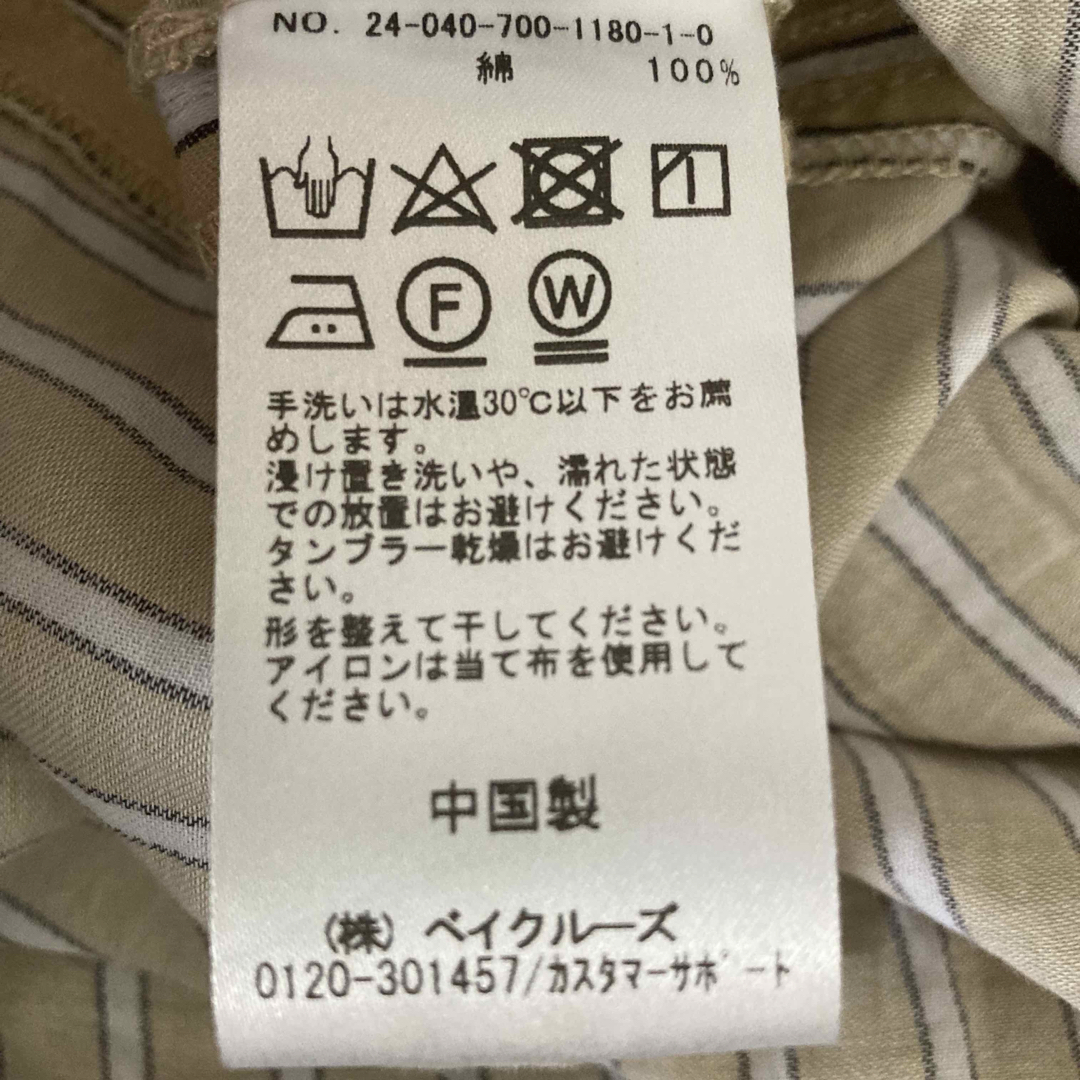 NO. 24-040-700-1180-1-0
綿 100%
F W
手洗いは水温30℃以下をお薦
めします。
浸け置き洗いや、濡れた状態
での放置はお避けください。
タンブラー乾燥はお避けくだ
さい。
形を整えて干してください。
アイロンは当て布を使用して
ください。
中国製
(株) ベイクルーズ
0120-301457/カスタマーサポート